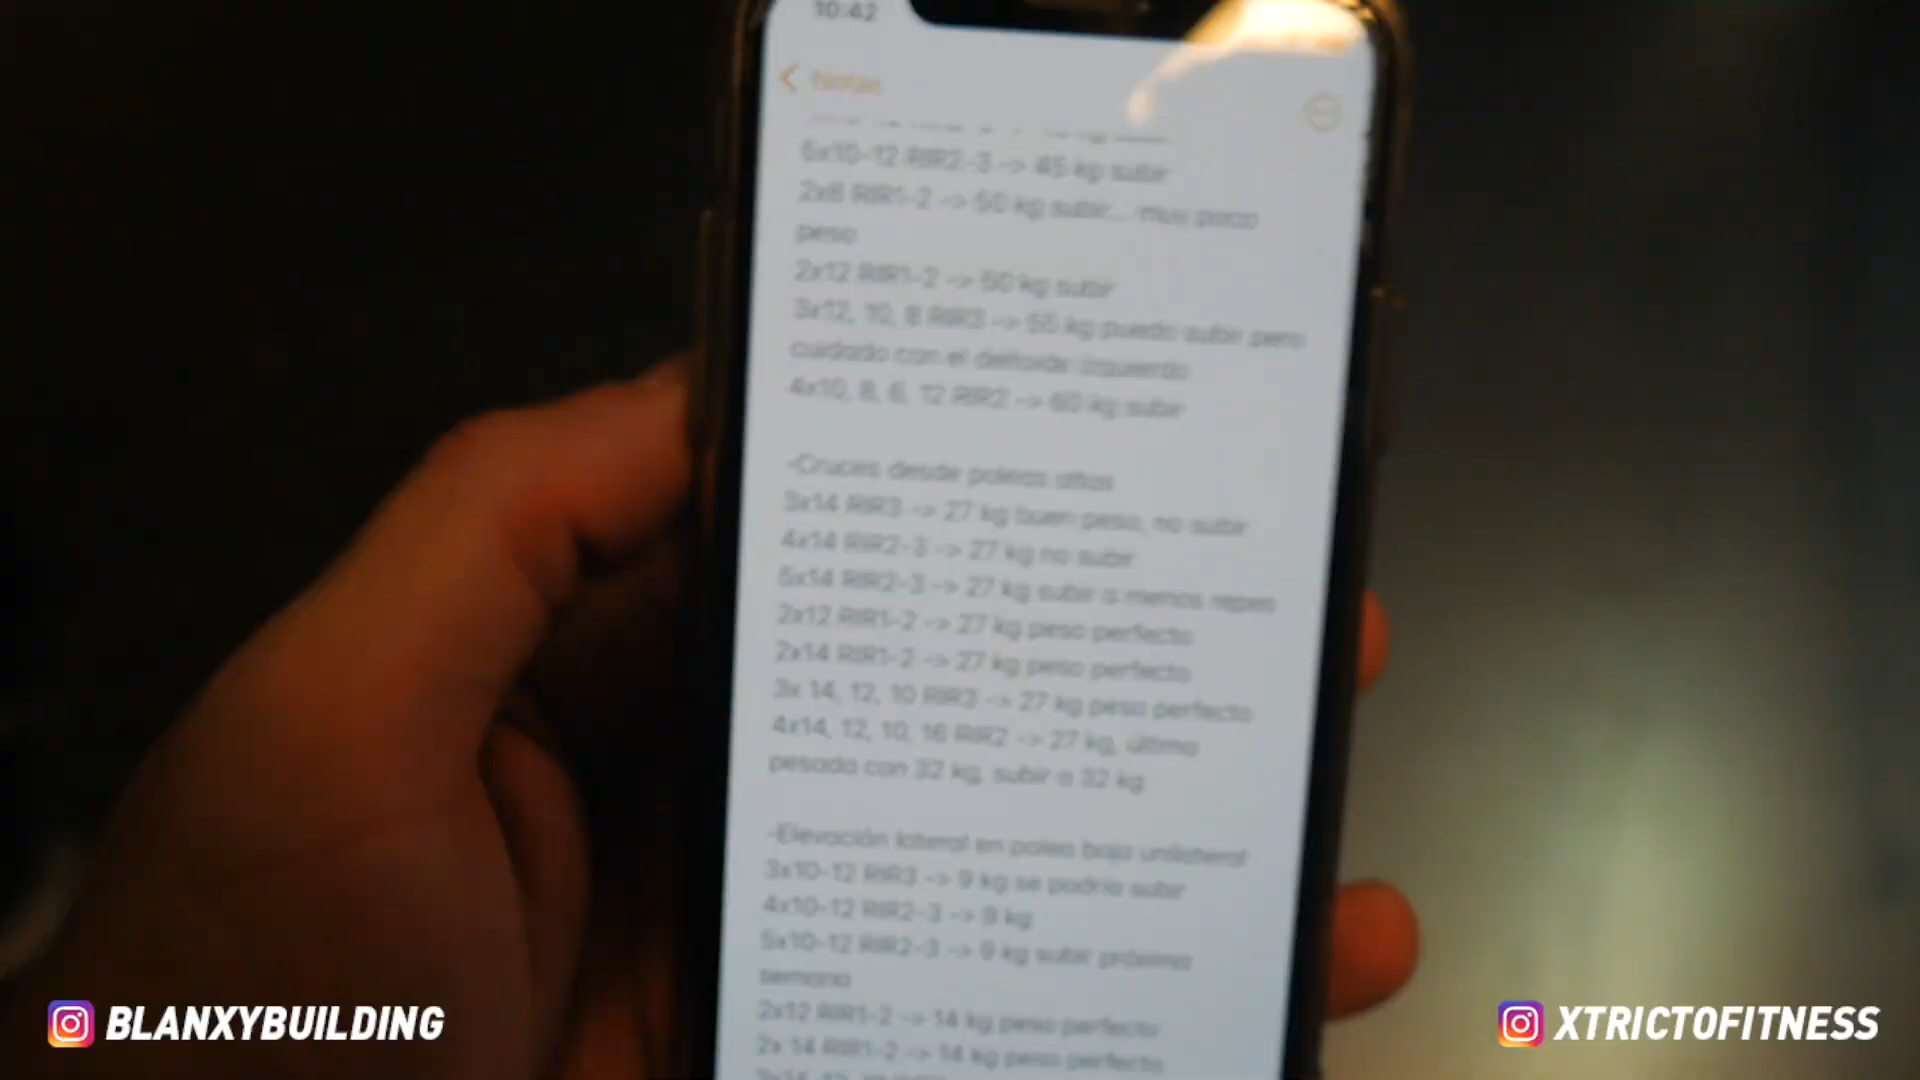 10:42
Notas
5x10-12 RIR2-3 -> 45 kg subir
2x8 RIR1-2 -> 50 kg subir... muy poco
peso
2x12 RIR1-2 -> 50 kg subir
3x12, 10, 8 RIR3 -> 55 kg puedo subir pero
cuidado con el deltoide izquierdo
4x10, 8, 6, 12 RIR2 -> 60 kg subir
-Cruces desde poleas altas
3x14 RIR3 -> 27 kg buen peso, no subir
4x14 RIR2-3 -> 27 kg no subir
5x14 RIR2-3 -> 27 kg subir a menos repes
2x12 RIR1-2 -> 27 kg peso perfecto
2x14 RIR1-2 -> 27 kg peso perfecto
3x 14, 12, 10 RIR3 -> 27 kg peso perfecto
4x14, 12, 10, 16 RIR2 -> 27 kg, última
pesada con 32 kg, subir a 32 kg
-Elevación lateral en polea baja unilateral
3x10-12 RIR3 -> 9 kg se podría subir
4x10-12 RIR2-3 -> 9 kg
5x10-12 RIR2-3 -> 9 kg subir próxima
semana
2x12 RIR1-2 -> 14 kg peso perfecto
2x 14 RIR1-2 -> 14 kg peso perfecto
BLANXYBUILDING
XTRICTOFITNESS